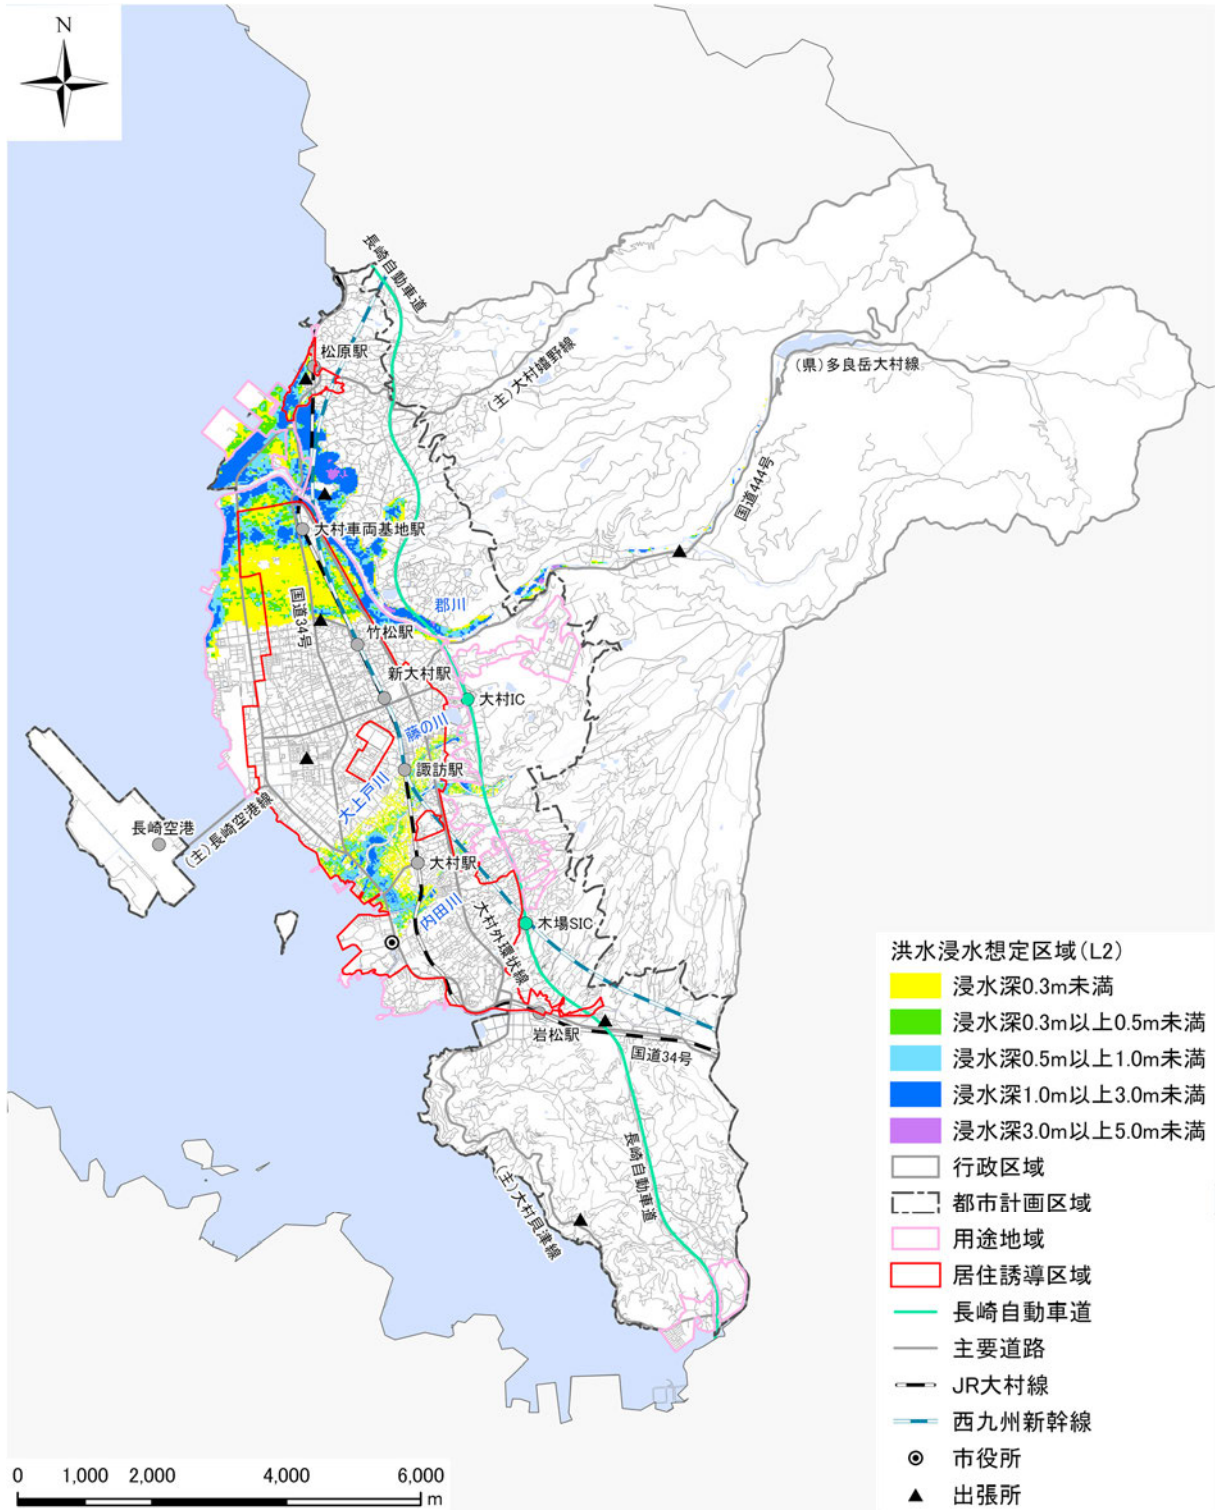 N
長崎自動車道
松原駅
(主)大村嬉野線
(県)多良岳大村線
国道444号
大村車両基地駅
郡川
国道34号
竹松駅
新大村駅
大村IC
藤の川
諏訪駅
大上戸川
長崎空港
(主)長崎空港線
大村駅
内田川
木場SIC
大村外環状線
岩松駅
国道34号
長崎自動車道
(主)大村貝津線
洪水浸水想定区域(L2)
浸水深0.3m未満
浸水深0.3m以上0.5m未満
浸水深0.5m以上1.0m未満
浸水深1.0m以上3.0m未満
浸水深3.0m以上5.0m未満
行政区域
都市計画区域
用途地域
居住誘導区域
長崎自動車道
主要道路
JR大村線
西九州新幹線
市役所
出張所
0 1,000 2,000 4,000 6,000
m